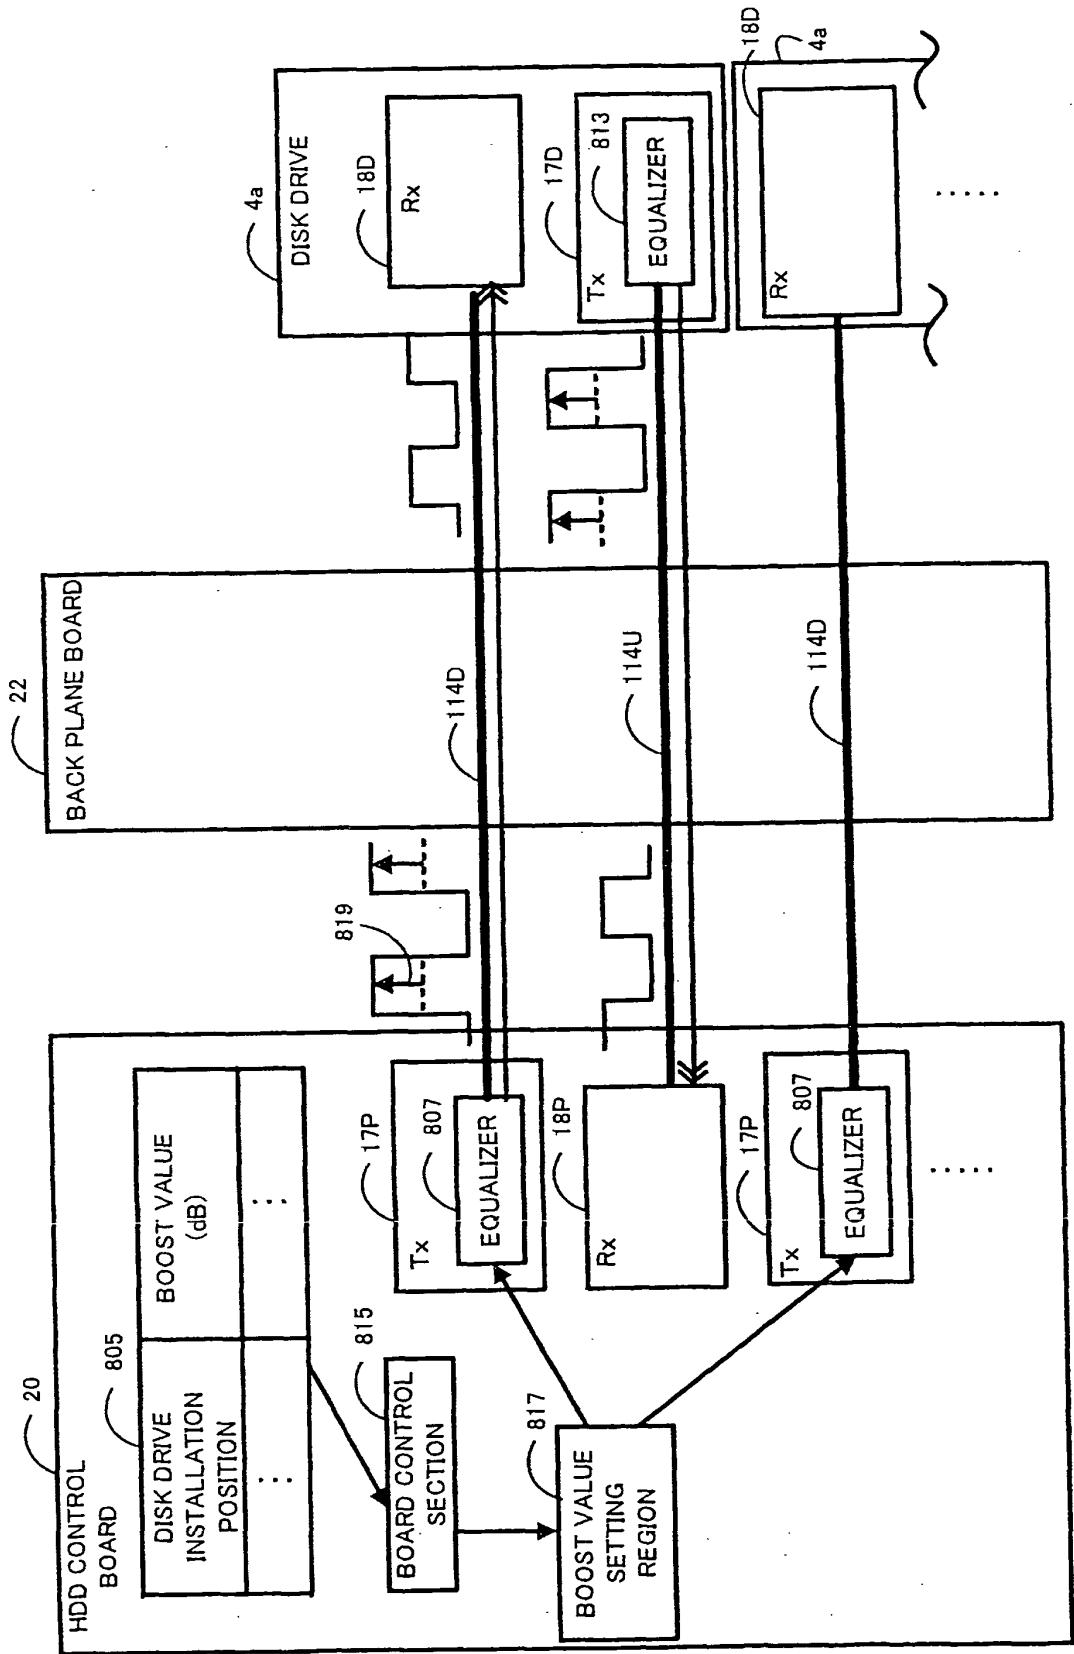 20
HDD CONTROL
BOARD
805
DISK DRIVE
INSTALLATION
POSITION
BOOST VALUE
(dB)
815
BOARD CONTROL
SECTION
817
BOOST VALUE
SETTING
REGION
17P
Tx
807
EQUALIZER
18P
Rx
17P
Tx
807
EQUALIZER
819
22
BACK PLANE BOARD
114D
114U
114D
4a
DISK DRIVE
18D
Rx
17D
Tx
813
EQUALIZER
18D
4a
Rx